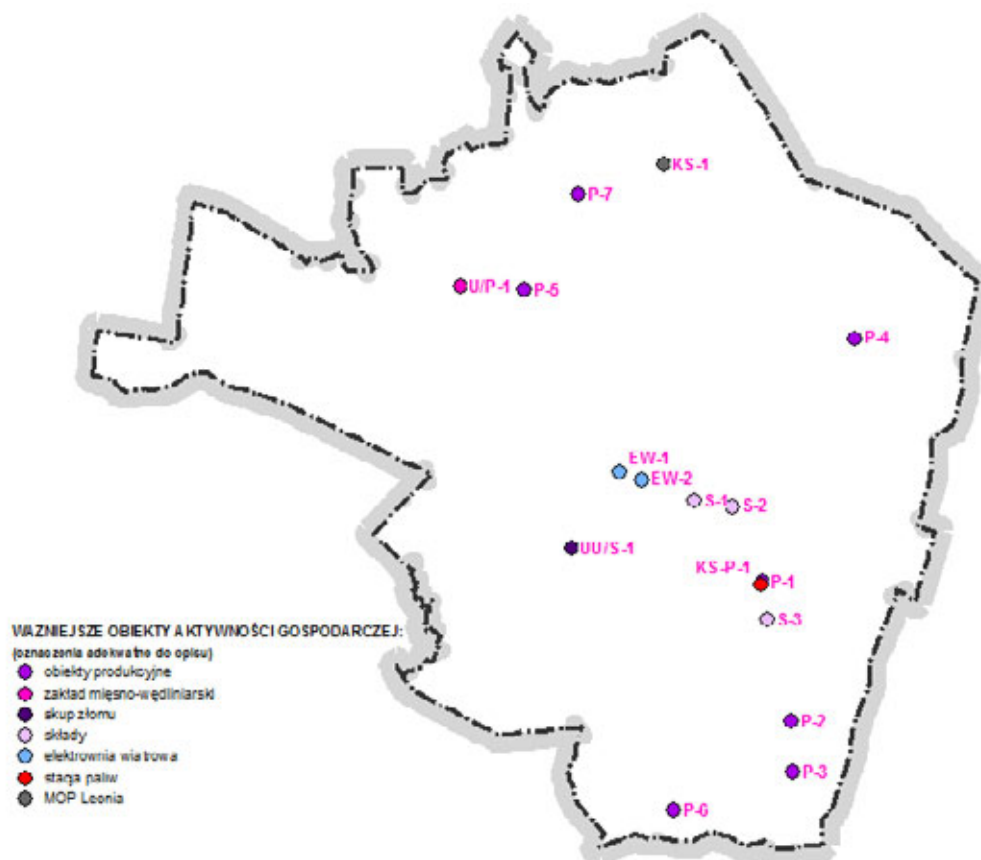 KS-1
P-7
U/P-1
P-5
P-4
EW-1
EW-2
S-1
S-2
UU/S-1
KS-P-1
P-1
S-3
P-2
P-3
P-6
WAŻNIEJSZE OBIEKTY AKTYWNOŚCI GOSPODARCZEJ:
(oznaczenia adekwatne do opisu)
obiekty produkcyjne
zakład mięsno-wędliniarski
skup złomu
składy
elektrownia wiatrowa
stacja paliw
MOP Leonia